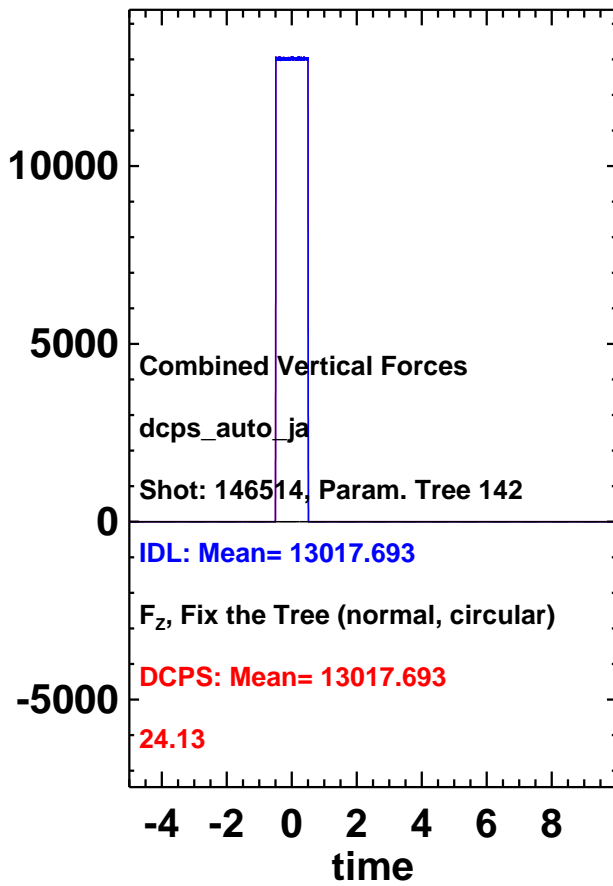 10000
5000
Combined Vertical Forces
dcps_auto_ja
Shot: 146514, Param. Tree 142
0
IDL: Mean= 13017.693
F_Z, Fix the Tree (normal, circular)
DCPS: Mean= 13017.693
-5000
24.13
-4 -2 0 2 4 6 8
time